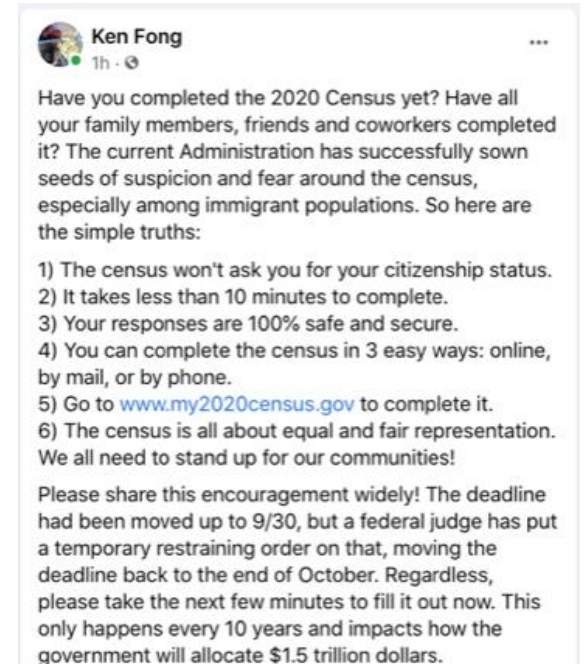 Ken Fong
1h ·
Have you completed the 2020 Census yet? Have all
your family members, friends and coworkers completed
it? The current Administration has successfully sown
seeds of suspicion and fear around the census,
especially among immigrant populations. So here are
the simple truths:
1) The census won't ask you for your citizenship status.
2) It takes less than 10 minutes to complete.
3) Your responses are 100% safe and secure.
4) You can complete the census in 3 easy ways: online,
by mail, or by phone.
5) Go to www.my2020census.gov to complete it.
6) The census is all about equal and fair representation.
We all need to stand up for our communities!
Please share this encouragement widely! The deadline
had been moved up to 9/30, but a federal judge has put
a temporary restraining order on that, moving the
deadline back to the end of October. Regardless,
please take the next few minutes to fill it out now. This
only happens every 10 years and impacts how the
government will allocate $1.5 trillion dollars.